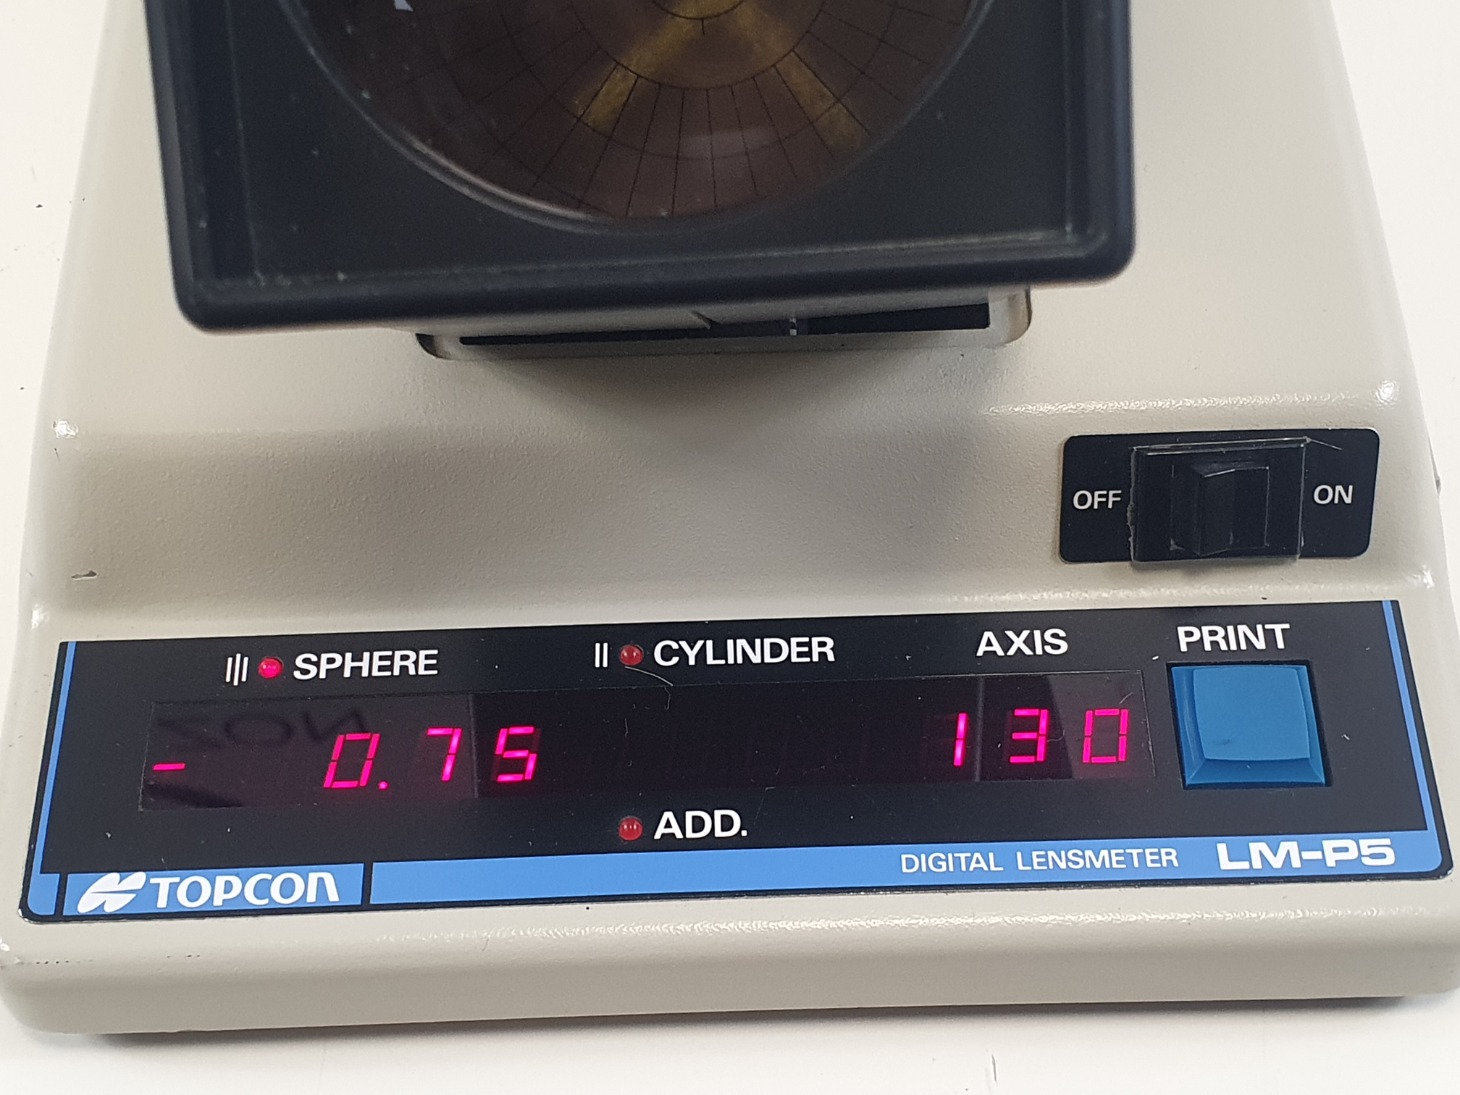 OFF ON
SPHERE CYLINDER AXIS PRINT
- 0.75 130
ADD.
DIGITAL LENSMETER LM-P5
TOPCON